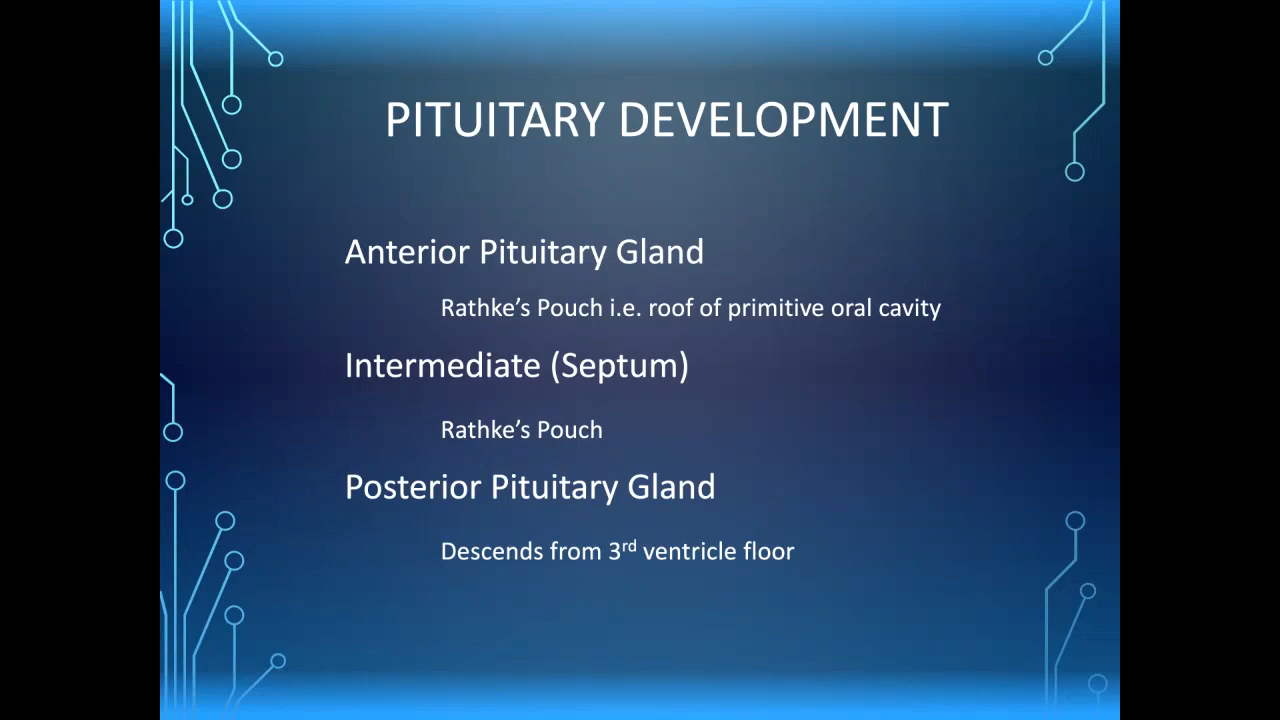 PITUITARY DEVELOPMENT
Anterior Pituitary Gland
Rathke’s Pouch i.e. roof of primitive oral cavity
Intermediate (Septum)
Rathke’s Pouch
Posterior Pituitary Gland
Descends from 3rd ventricle floor